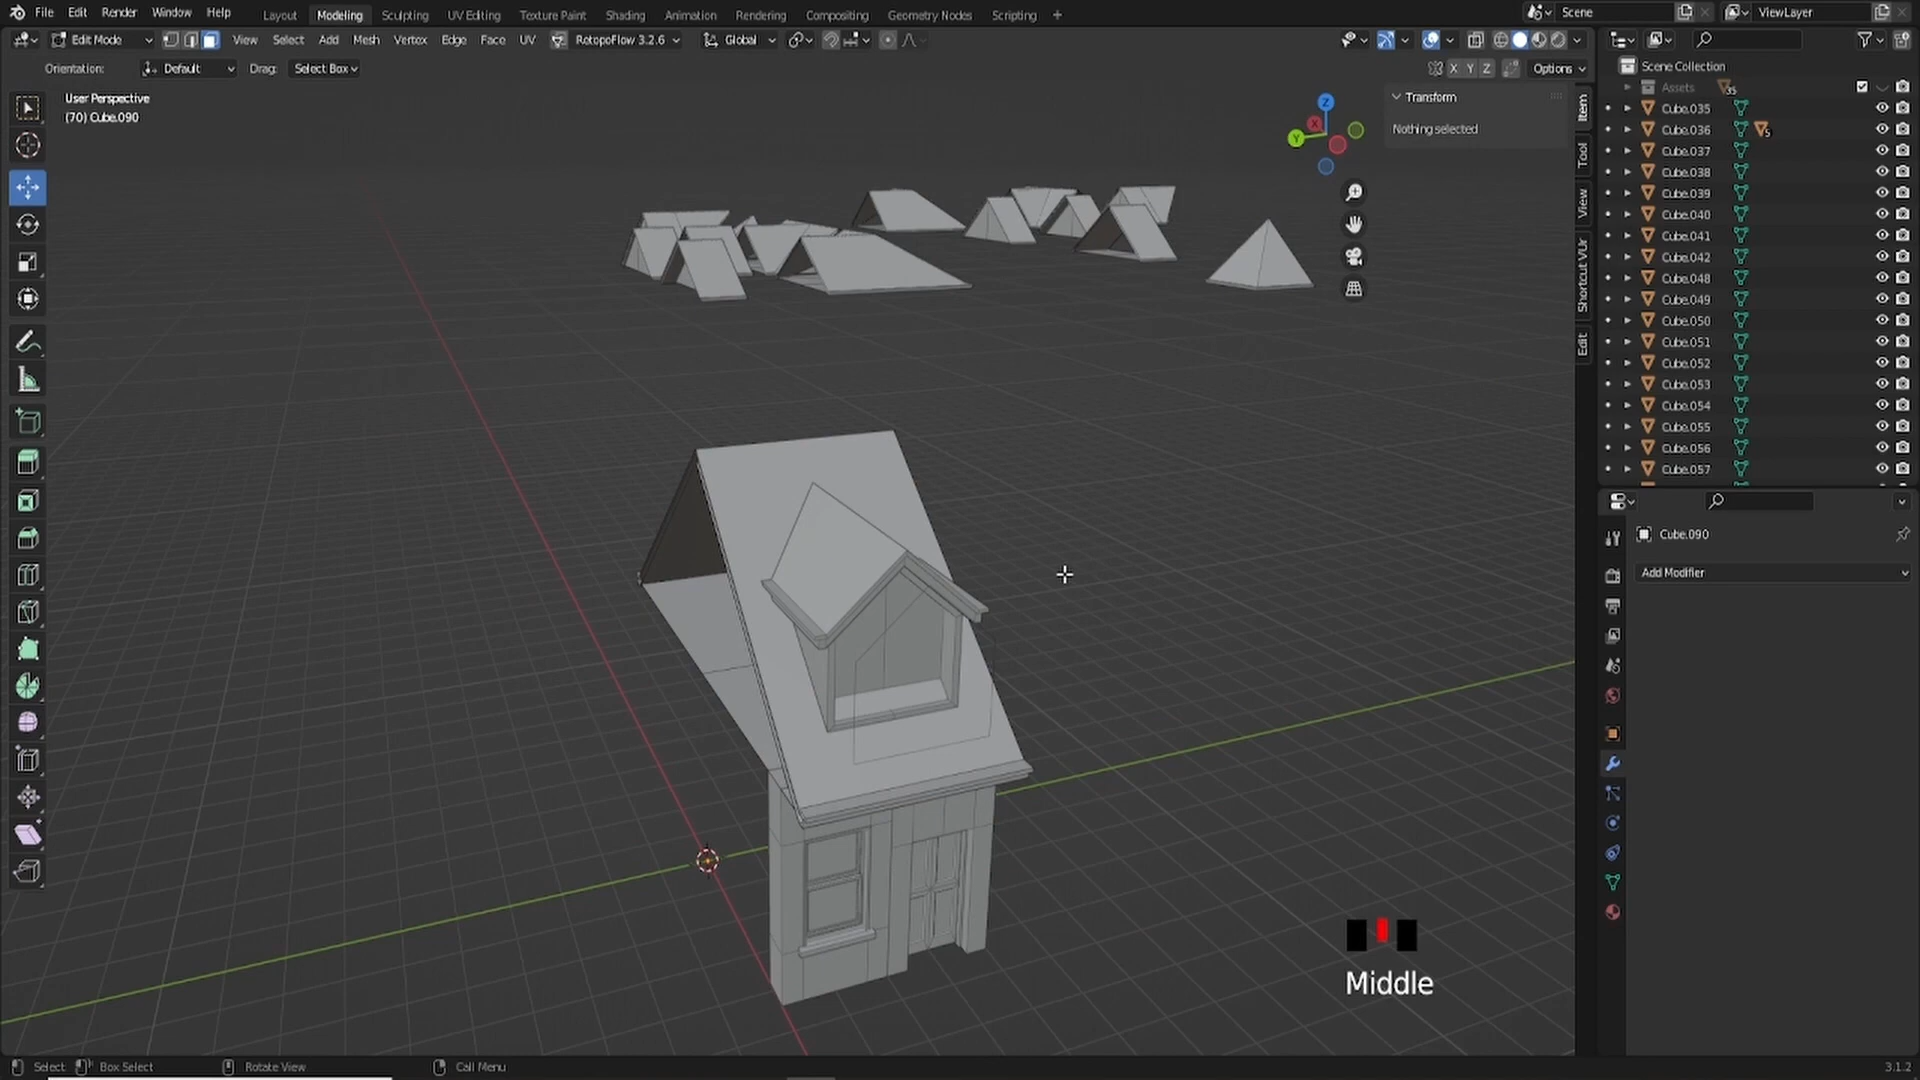 File Edit Render Window Help
Layout Modeling Sculpting UV Editing Texture Paint Shading Animation Rendering Compositing Geometry Nodes Scripting +
Scene ViewLayer
Edit Mode View Select Add Mesh Vertex Edge Face UV RetopoFlow 3.2.6 Global
Orientation: Default Drag: Select Box X Y Z Options
User Perspective
(70) Cube.090
Z
X
Y
Transform
Nothing selected
Item
Tool
View
Shortcut VUr
Edit
Scene Collection
Assets 35
Cube.035
Cube.036 5
Cube.037
Cube.038
Cube.039
Cube.040
Cube.041
Cube.042
Cube.048
Cube.049
Cube.050
Cube.051
Cube.052
Cube.053
Cube.054
Cube.055
Cube.056
Cube.057
Cube.090
Add Modifier
Middle
Select Box Select Rotate View Call Menu 3.1.2